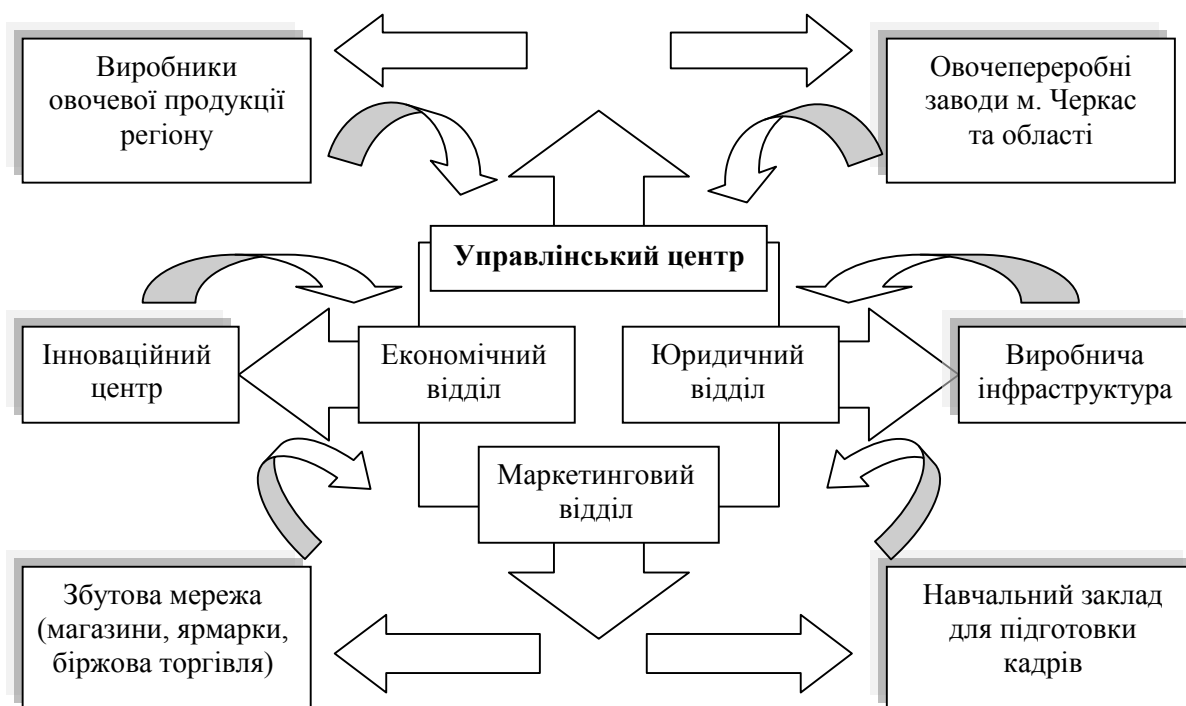 Виробники
овочевої продукції
регіону
Овочепереробні
заводи м. Черкас
та області
Управлінський центр
Інноваційний
центр
Економічний
відділ
Юридичний
відділ
Виробнича
інфраструктура
Маркетинговий
відділ
Збутова мережа
(магазини, ярмарки,
біржова торгівля)
Навчальний заклад
для підготовки
кадрів